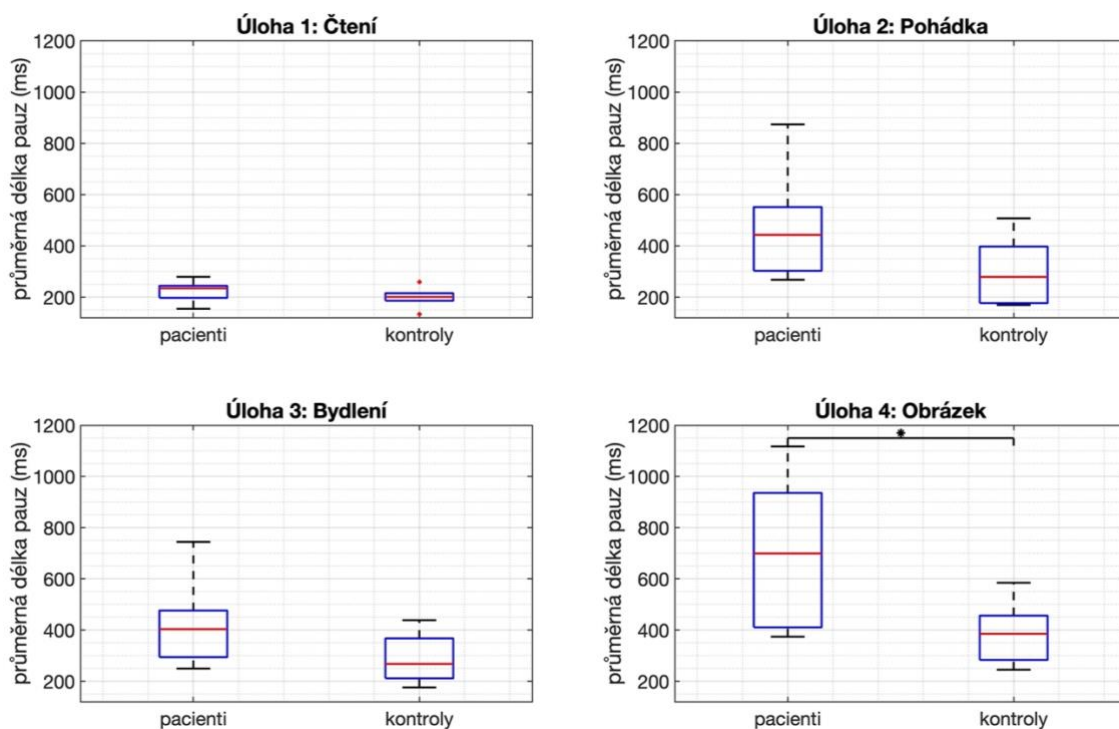 Úloha 1: Čtení
1200
1000
800
600
400
200
průměrná délka pauz (ms)
pacienti
kontroly
Úloha 2: Pohádka
1200
1000
800
600
400
200
průměrná délka pauz (ms)
pacienti
kontroly
Úloha 3: Bydlení
1200
1000
800
600
400
200
průměrná délka pauz (ms)
pacienti
kontroly
Úloha 4: Obrázek
1200
1000
800
600
400
200
průměrná délka pauz (ms)
pacienti
kontroly